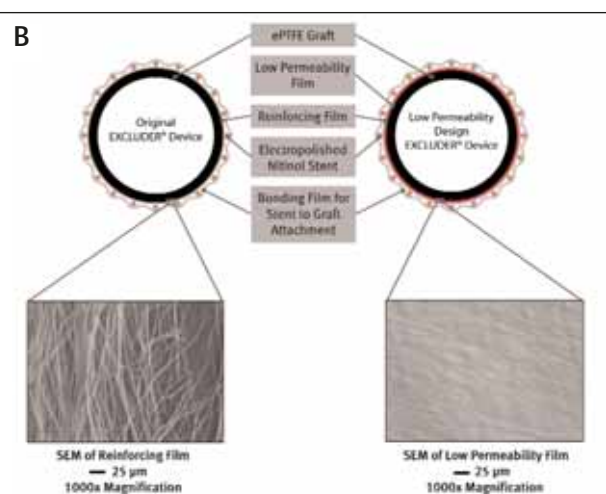 B
ePTFE Graft
Low Permeability
Film
Reinforcing Film
Electropolished
Nitinol Stent
Bonding Film for
Stent to Graft
Attachment
Original
EXCLUDER® Device
Low Permeability
Design
EXCLUDER® Device
SEM of Reinforcing Film
25 µm
1000x Magnification
SEM of Low Permeability Film
25 µm
1000x Magnification